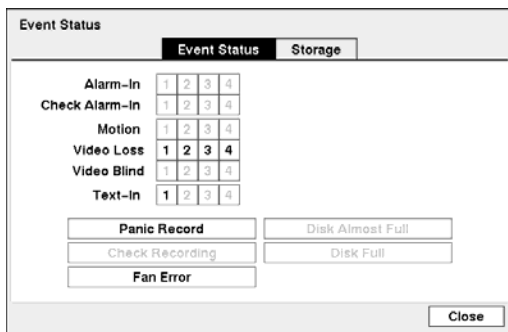 Event Status
Event Status Storage
Alarm-In 1 2 3 4
Check Alarm-In 1 2 3 4
Motion 1 2 3 4
Video Loss 1 2 3 4
Video Blind 1 2 3 4
Text-In 1 2 3 4
Panic Record Disk Almost Full
Check Recording Disk Full
Fan Error
Close